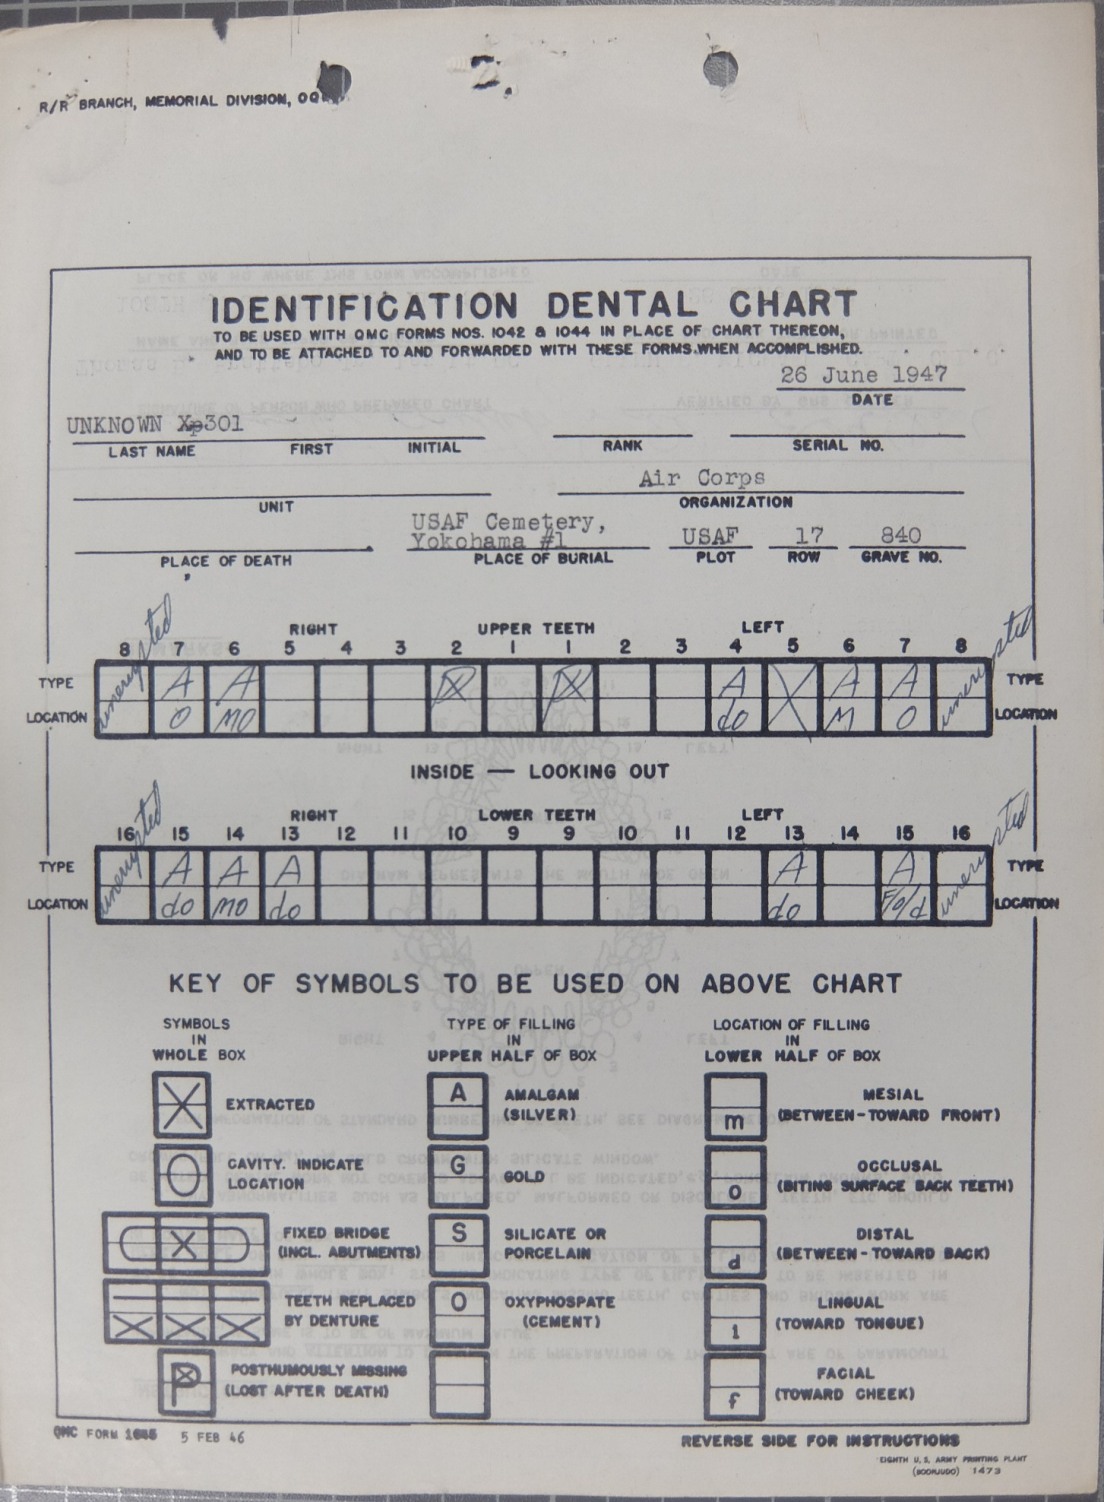 R/R BRANCH, MEMORIAL DIVISION,
IDENTIFICATION DENTAL CHART
TO BE USED WITH QMC FORMS NOS. 1042 & 1044 IN PLACE OF CHART THEREON,
AND TO BE ATTACHED TO AND FORWARDED WITH THESE FORMS WHEN ACCOMPLISHED.
26 June 1947
DATE
UNKNOWN X-301
LAST NAME FIRST INITIAL RANK SERIAL NO.
Air Corps
UNIT ORGANIZATION
USAF Cemetery,
Yokohama #1 USAF 17 840
PLACE OF DEATH PLACE OF BURIAL PLOT ROW GRAVE NO.
RIGHT UPPER TEETH LEFT
8 7 6 5 4 3 2 1 1 2 3 4 5 6 7 8
TYPE unerupted A A X X A X A A unerupted TYPE
LOCATION O MO do M O LOCATION
INSIDE — LOOKING OUT
RIGHT LOWER TEETH LEFT
16 15 14 13 12 11 10 9 9 10 11 12 13 14 15 16
TYPE unerupted A A A A A unerupted TYPE
LOCATION do MO do do F/o/d LOCATION
KEY OF SYMBOLS TO BE USED ON ABOVE CHART
SYMBOLS IN WHOLE BOX
X EXTRACTED
O CAVITY. INDICATE LOCATION
X FIXED BRIDGE (INCL. ABUTMENTS)
X X X TEETH REPLACED BY DENTURE
P POSTHUMOUSLY MISSING (LOST AFTER DEATH)
TYPE OF FILLING IN UPPER HALF OF BOX
A AMALGAM (SILVER)
G GOLD
S SILICATE OR PORCELAIN
O OXYPHOSPATE (CEMENT)
LOCATION OF FILLING IN LOWER HALF OF BOX
m MESIAL (BETWEEN-TOWARD FRONT)
o OCCLUSAL (BITING SURFACE BACK TEETH)
d DISTAL (BETWEEN-TOWARD BACK)
l LINGUAL (TOWARD TONGUE)
f FACIAL (TOWARD CHEEK)
QMC FORM 1045 5 FEB 46
REVERSE SIDE FOR INSTRUCTIONS
EIGHTH U.S. ARMY PRINTING PLANT
(BOONJUDO) 1473